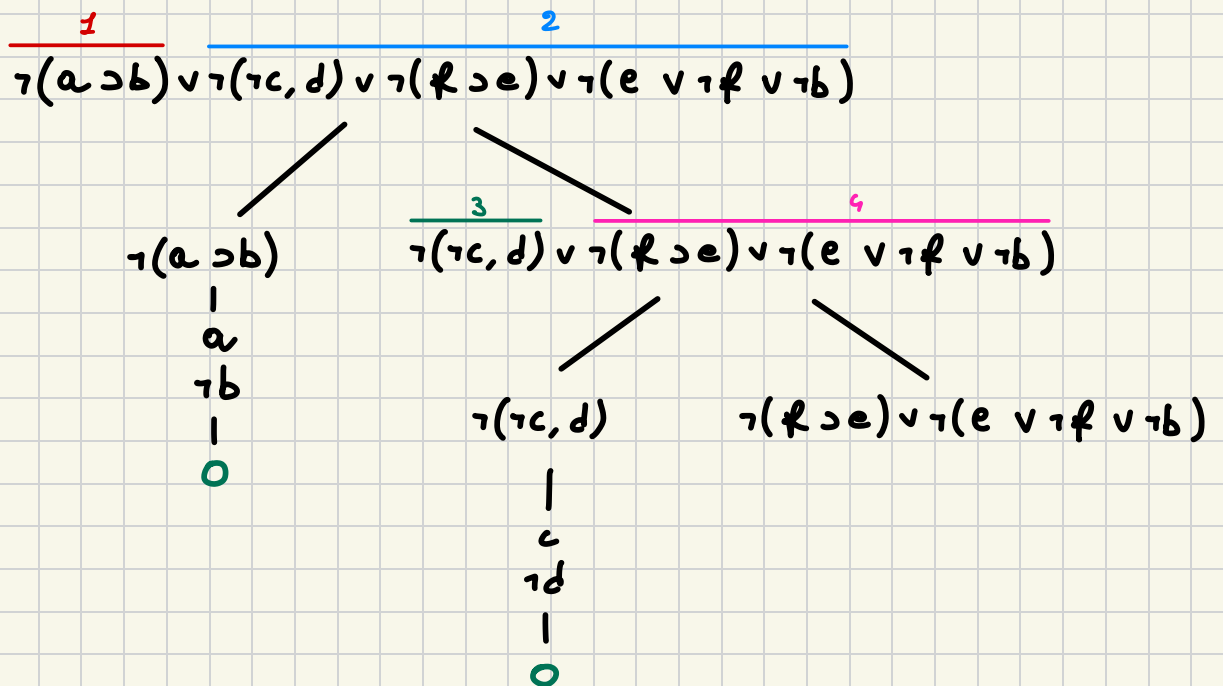 1 2
¬(a ⊃ b) ∨ ¬(¬c, d) ∨ ¬(f ⊃ e) ∨ ¬(e ∨ ¬f ∨ ¬b)
3 4
¬(a ⊃ b) ¬(¬c, d) ∨ ¬(f ⊃ e) ∨ ¬(e ∨ ¬f ∨ ¬b)
a
¬b
¬(¬c, d) ¬(f ⊃ e) ∨ ¬(e ∨ ¬f ∨ ¬b)
O
c
¬d
O